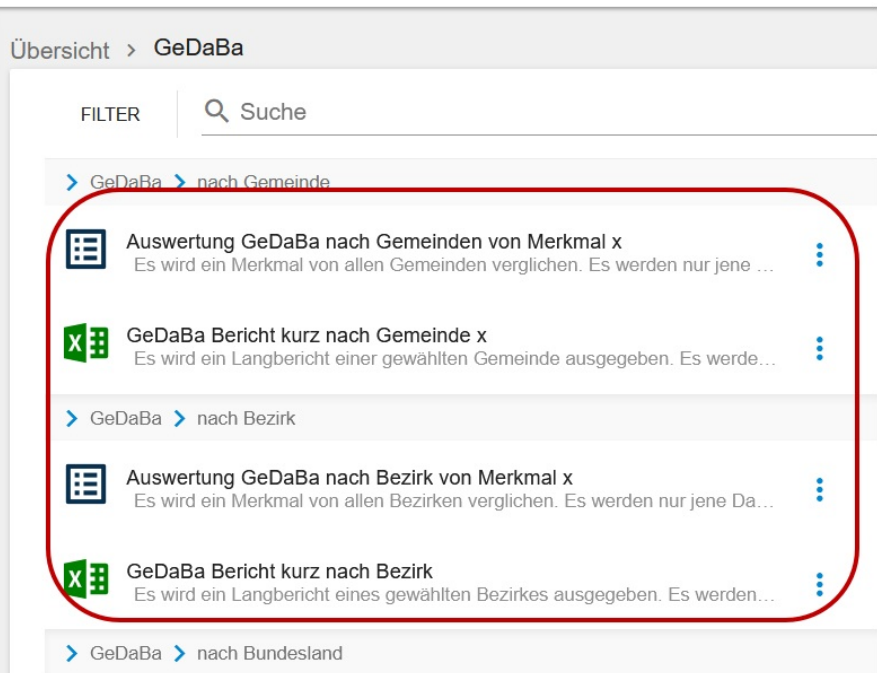 Übersicht > GeDaBa
FILTER Suche
> GeDaBa > nach Gemeinde
Auswertung GeDaBa nach Gemeinden von Merkmal x
Es wird ein Merkmal von allen Gemeinden verglichen. Es werden nur jene …
GeDaBa Bericht kurz nach Gemeinde x
Es wird ein Langbericht einer gewählten Gemeinde ausgegeben. Es werde…
> GeDaBa > nach Bezirk
Auswertung GeDaBa nach Bezirk von Merkmal x
Es wird ein Merkmal von allen Bezirken verglichen. Es werden nur jene Da…
GeDaBa Bericht kurz nach Bezirk
Es wird ein Langbericht eines gewählten Bezirkes ausgegeben. Es werden…
> GeDaBa > nach Bundesland